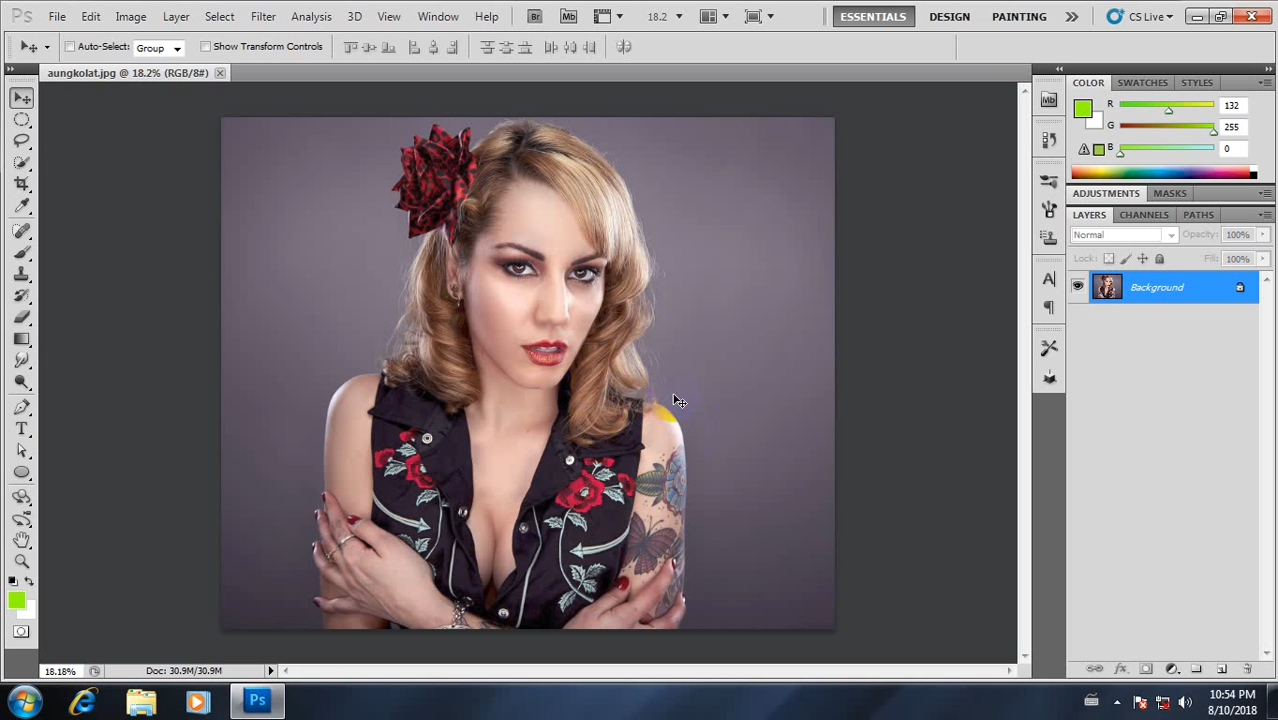 Ps File Edit Image Layer Select Filter Analysis 3D View Window Help Br Mb 18.2 ESSENTIALS DESIGN PAINTING CS Live
Auto-Select: Group Show Transform Controls
aungkolat.jpg @ 18.2% (RGB/8#)
COLOR SWATCHES STYLES
R 132
G 255
B 0
ADJUSTMENTS MASKS
LAYERS CHANNELS PATHS
Normal Opacity: 100%
Lock: Fill: 100%
Background
Mb
A
T
18.18% Doc: 30.9M/30.9M
fx
Ps
10:54 PM
8/10/2018